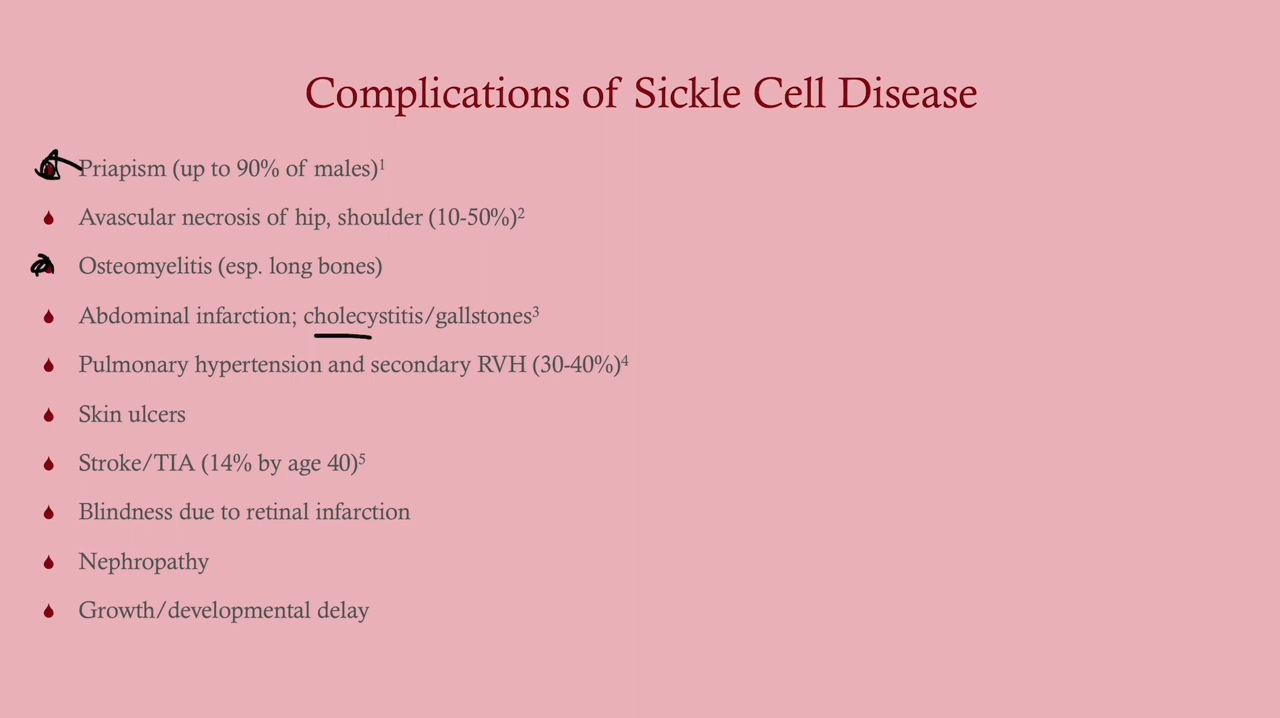 Complications of Sickle Cell Disease
Priapism (up to 90% of males)¹
Avascular necrosis of hip, shoulder (10-50%)²
Osteomyelitis (esp. long bones)
Abdominal infarction; cholecystitis/gallstones³
Pulmonary hypertension and secondary RVH (30-40%)⁴
Skin ulcers
Stroke/TIA (14% by age 40)⁵
Blindness due to retinal infarction
Nephropathy
Growth/developmental delay